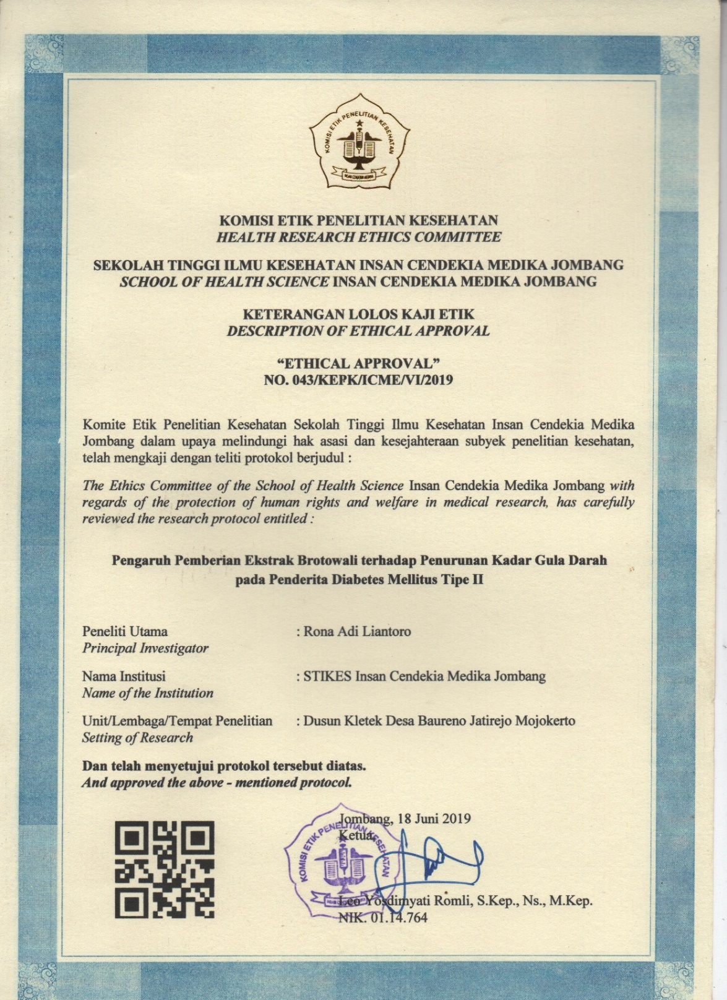 KOMISI ETIK PENELITIAN KESEHATAN
INSAN CENDEKIA MEDIKA
KOMISI ETIK PENELITIAN KESEHATAN
HEALTH RESEARCH ETHICS COMMITTEE
SEKOLAH TINGGI ILMU KESEHATAN INSAN CENDEKIA MEDIKA JOMBANG
SCHOOL OF HEALTH SCIENCE INSAN CENDEKIA MEDIKA JOMBANG
KETERANGAN LOLOS KAJI ETIK
DESCRIPTION OF ETHICAL APPROVAL
“ETHICAL APPROVAL”
NO. 043/KEPK/ICME/VI/2019
Komite Etik Penelitian Kesehatan Sekolah Tinggi Ilmu Kesehatan Insan Cendekia Medika
Jombang dalam upaya melindungi hak asasi dan kesejahteraan subyek penelitian kesehatan,
telah mengkaji dengan teliti protokol berjudul :
The Ethics Committee of the School of Health Science Insan Cendekia Medika Jombang with
regards of the protection of human rights and welfare in medical research, has carefully
reviewed the research protocol entitled :
Pengaruh Pemberian Ekstrak Brotowali terhadap Penurunan Kadar Gula Darah
pada Penderita Diabetes Mellitus Tipe II
Peneliti Utama : Rona Adi Liantoro
Principal Investigator
Nama Institusi : STIKES Insan Cendekia Medika Jombang
Name of the Institution
Unit/Lembaga/Tempat Penelitian : Dusun Kletek Desa Baureno Jatirejo Mojokerto
Setting of Research
Dan telah menyetujui protokol tersebut diatas.
And approved the above - mentioned protocol.
Jombang, 18 Juni 2019
Ketua,
KOMISI ETIK PENELITIAN KESEHATAN
Leo Yosdimyati Romli, S.Kep., Ns., M.Kep.
NIK. 01.14.764